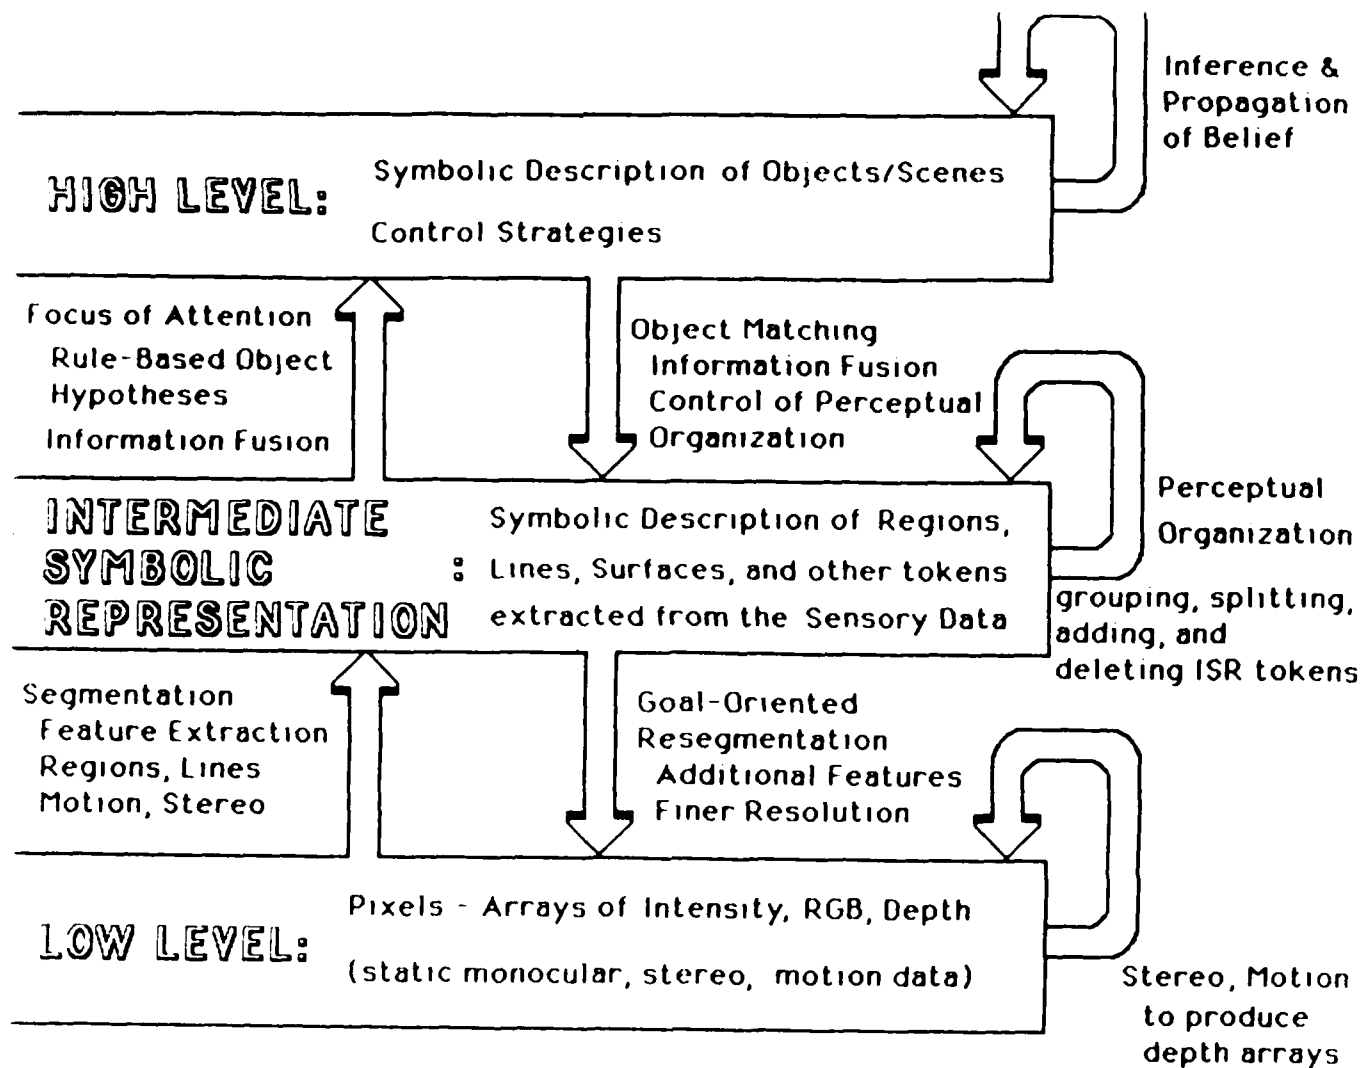 Inference &
Propagation
of Belief
HIGH LEVEL:
Symbolic Description of Objects/Scenes
Control Strategies
Focus of Attention
Rule-Based Object
Hypotheses
Information Fusion
Object Matching
Information Fusion
Control of Perceptual
Organization
INTERMEDIATE
SYMBOLIC :
REPRESENTATION
Symbolic Description of Regions,
Lines, Surfaces, and other tokens
extracted from the Sensory Data
Perceptual
Organization
grouping, splitting,
adding, and
deleting ISR tokens
Segmentation
Feature Extraction
Regions, Lines
Motion, Stereo
Goal-Oriented
Resegmentation
Additional Features
Finer Resolution
LOW LEVEL:
Pixels - Arrays of Intensity, RGB, Depth
(static monocular, stereo, motion data)
Stereo, Motion
to produce
depth arrays